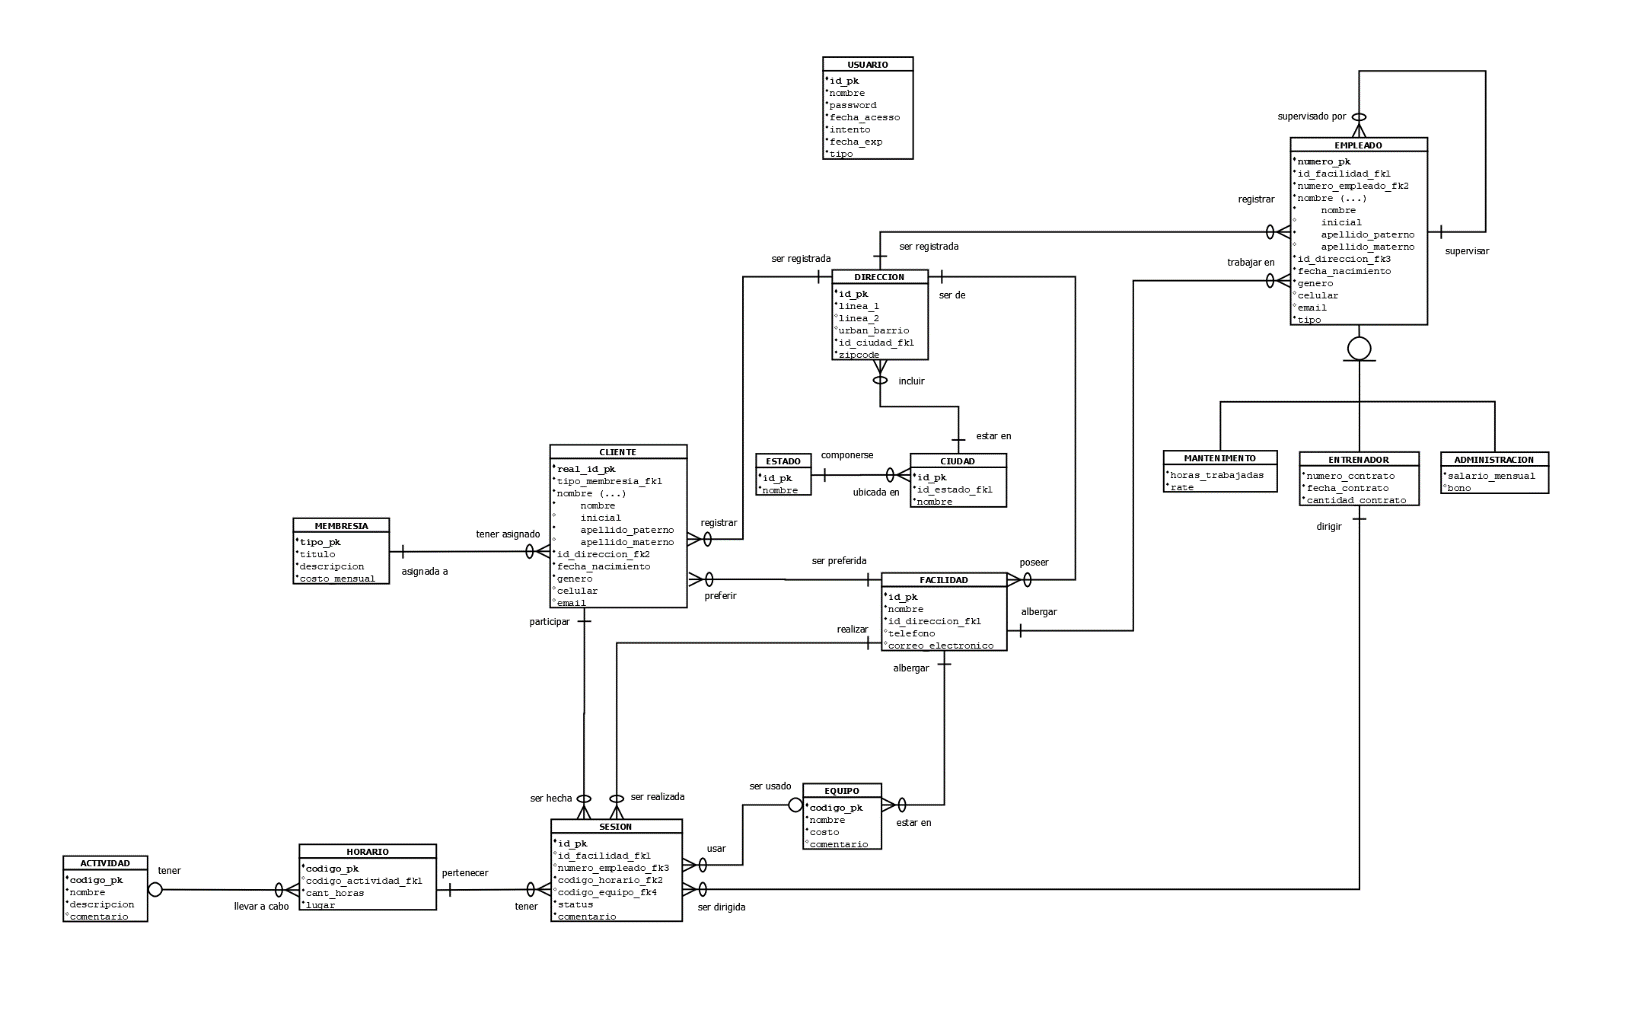 USUARIO
id_pk
nombre
password
fecha_acesso
intento
fecha_exp
tipo
supervisado por
EMPLEADO
numero_pk
id_facilidad_fk1
numero_empleado_fk2
nombre (...)
nombre
inicial
apellido_paterno
apellido_materno
id_direccion_fk3
fecha_nacimiento
genero
celular
email
tipo
registrar
trabajar en
supervisar
ser registrada
ser registrada
DIRECCION
id_pk
linea_1
linea_2
urban_barrio
id_ciudad_fk1
zipcode
ser de
incluir
estar en
MANTENIMENTO
horas_trabajadas
rate
ENTRENADOR
numero_contrato
fecha_contrato
cantidad_contrato
ADMINISTRACION
salario_mensual
bono
dirigir
ESTADO
id_pk
nombre
componerse
ubicada en
CIUDAD
id_pk
id_estado_fk1
nombre
CLIENTE
real_id_pk
tipo_membresia_fk1
nombre (...)
nombre
inicial
apellido_paterno
apellido_materno
id_direccion_fk2
fecha_nacimiento
genero
celular
email
registrar
preferir
MEMBRESIA
tipo_pk
titulo
descripcion
costo_mensual
tener asignado
asignada a
participar
ser preferida
FACILIDAD
id_pk
nombre
id_direccion_fk1
telefono
correo_electronico
poseer
albergar
realizar
albergar
ser hecha
ser realizada
ser usado
EQUIPO
codigo_pk
nombre
costo
comentario
estar en
SESION
id_pk
id_facilidad_fk1
numero_empleado_fk3
codigo_horario_fk2
codigo_equipo_fk4
status
comentario
usar
ser dirigida
ACTIVIDAD
codigo_pk
nombre
descripcion
comentario
tener
llevar a cabo
HORARIO
codigo_pk
codigo_actividad_fk1
cant_horas
lugar
pertenecer
tener